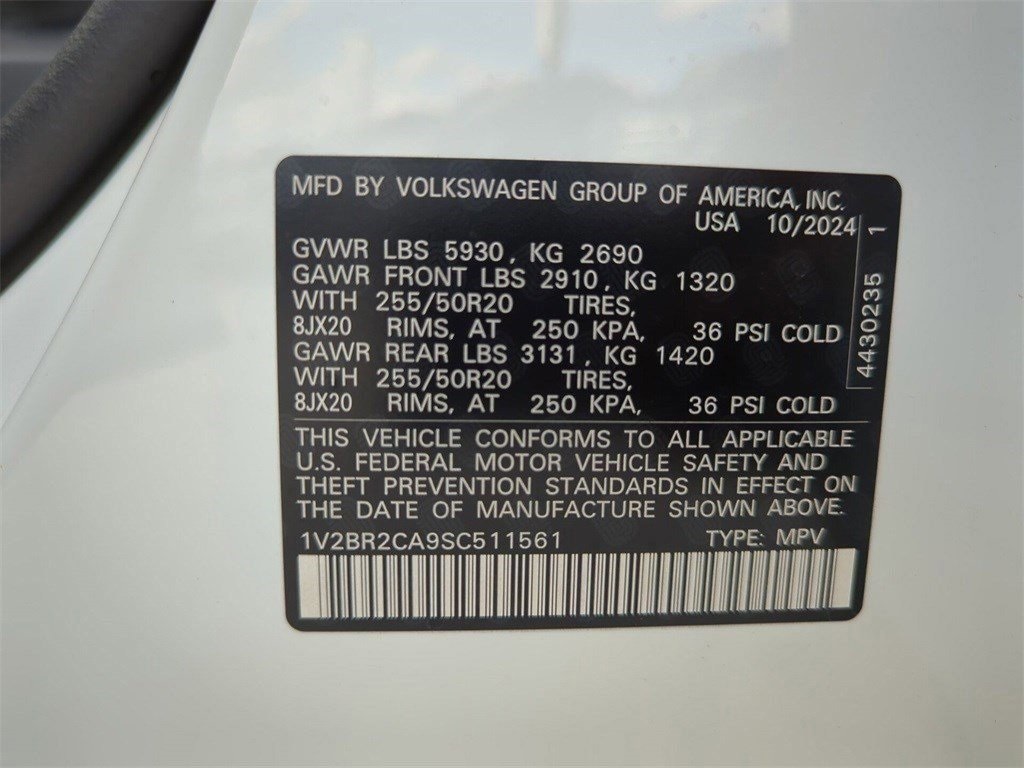 MFD BY VOLKSWAGEN GROUP OF AMERICA, INC.
USA 10/2024
GVWR LBS 5930, KG 2690
GAWR FRONT LBS 2910, KG 1320
WITH 255/50R20 TIRES,
8JX20 RIMS, AT 250 KPA, 36 PSI COLD
GAWR REAR LBS 3131, KG 1420
WITH 255/50R20 TIRES,
8JX20 RIMS, AT 250 KPA, 36 PSI COLD
4430235 1
THIS VEHICLE CONFORMS TO ALL APPLICABLE
U.S. FEDERAL MOTOR VEHICLE SAFETY AND
THEFT PREVENTION STANDARDS IN EFFECT ON
THE DATE OF MANUFACTURE SHOWN ABOVE.
1V2BR2CA9SC511561 TYPE: MPV